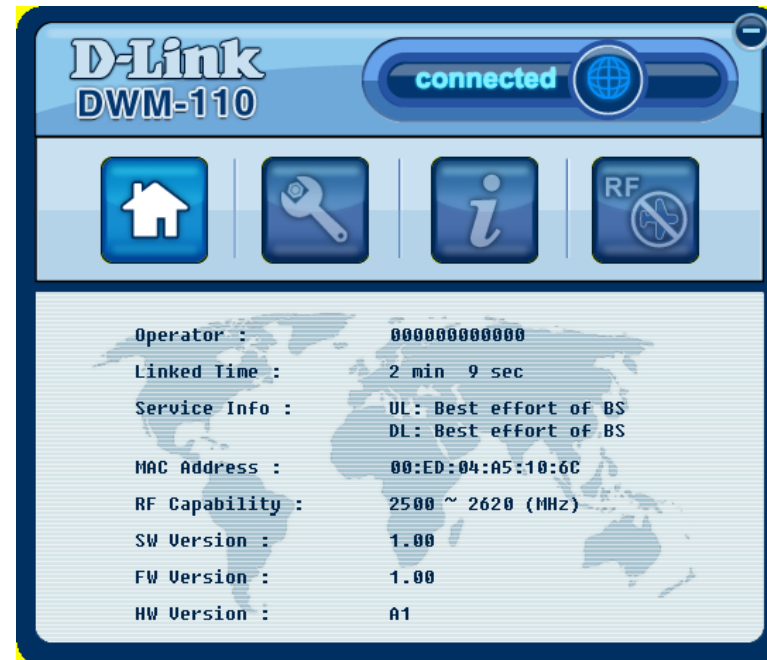 D-Link
DWM-110
connected
RF
Operator : 000000000000
Linked Time : 2 min 9 sec
Service Info : UL: Best effort of BS
DL: Best effort of BS
MAC Address : 00:ED:04:A5:10:6C
RF Capability : 2500 ~ 2620 (MHz)
SW Version : 1.00
FW Version : 1.00
HW Version : A1